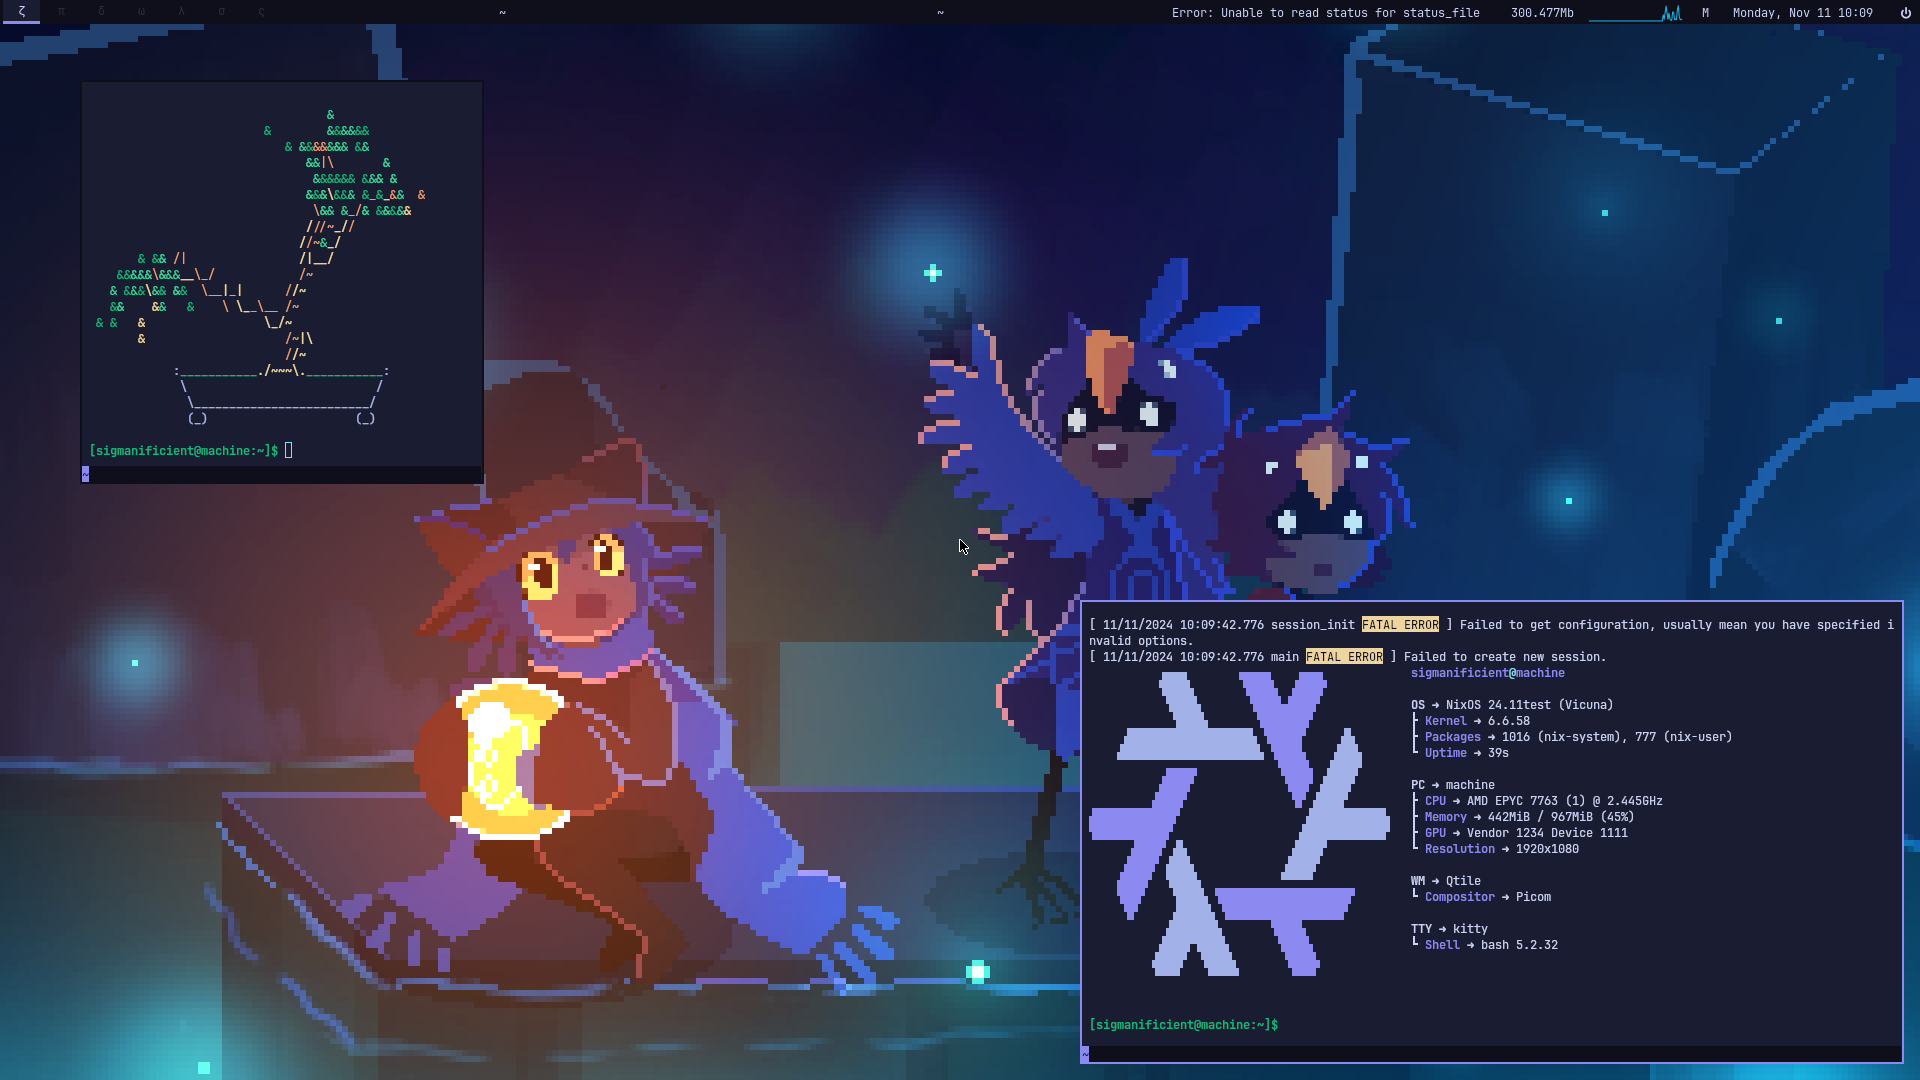 ζ π δ ω λ σ ς ~ ~ Error: Unable to read status for status_file 300.477Mb M Monday, Nov 11 10:09
[sigmanificient@machine:~]$
~
[ 11/11/2024 10:09:42.776 session_init FATAL ERROR ] Failed to get configuration, usually mean you have specified i
nvalid options.
[ 11/11/2024 10:09:42.776 main FATAL ERROR ] Failed to create new session.
sigmanificient@machine
OS ➜ NixOS 24.11test (Vicuna)
Kernel ➜ 6.6.58
Packages ➜ 1016 (nix-system), 777 (nix-user)
Uptime ➜ 39s
PC ➜ machine
CPU ➜ AMD EPYC 7763 (1) @ 2.445GHz
Memory ➜ 442MiB / 967MiB (45%)
GPU ➜ Vendor 1234 Device 1111
Resolution ➜ 1920x1080
WM ➜ Qtile
Compositor ➜ Picom
TTY ➜ kitty
Shell ➜ bash 5.2.32
[sigmanificient@machine:~]$
~